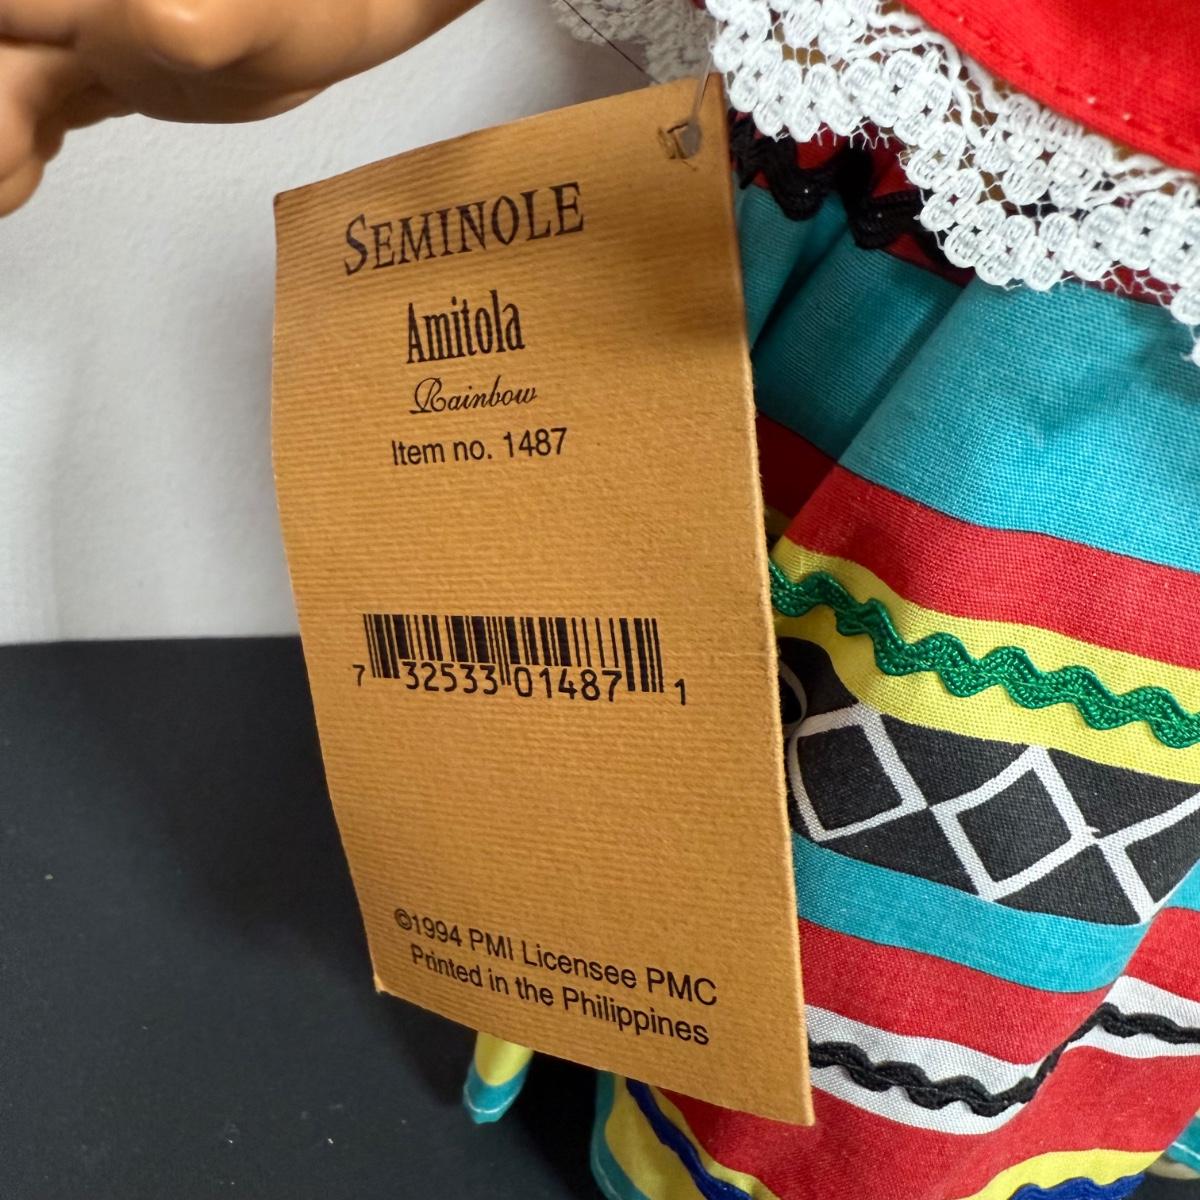 SEMINOLE
Amitola
Rainbow
Item no. 1487
7 32533 01487 1
©1994 PMI Licensee PMC
Printed in the Philippines